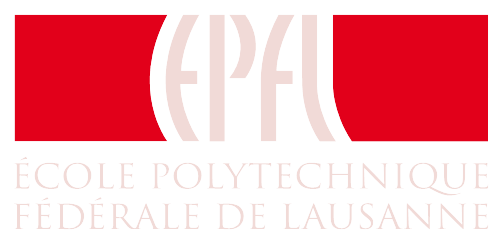 EPFL
ÉCOLE POLYTECHNIQUE
FÉDÉRALE DE LAUSANNE